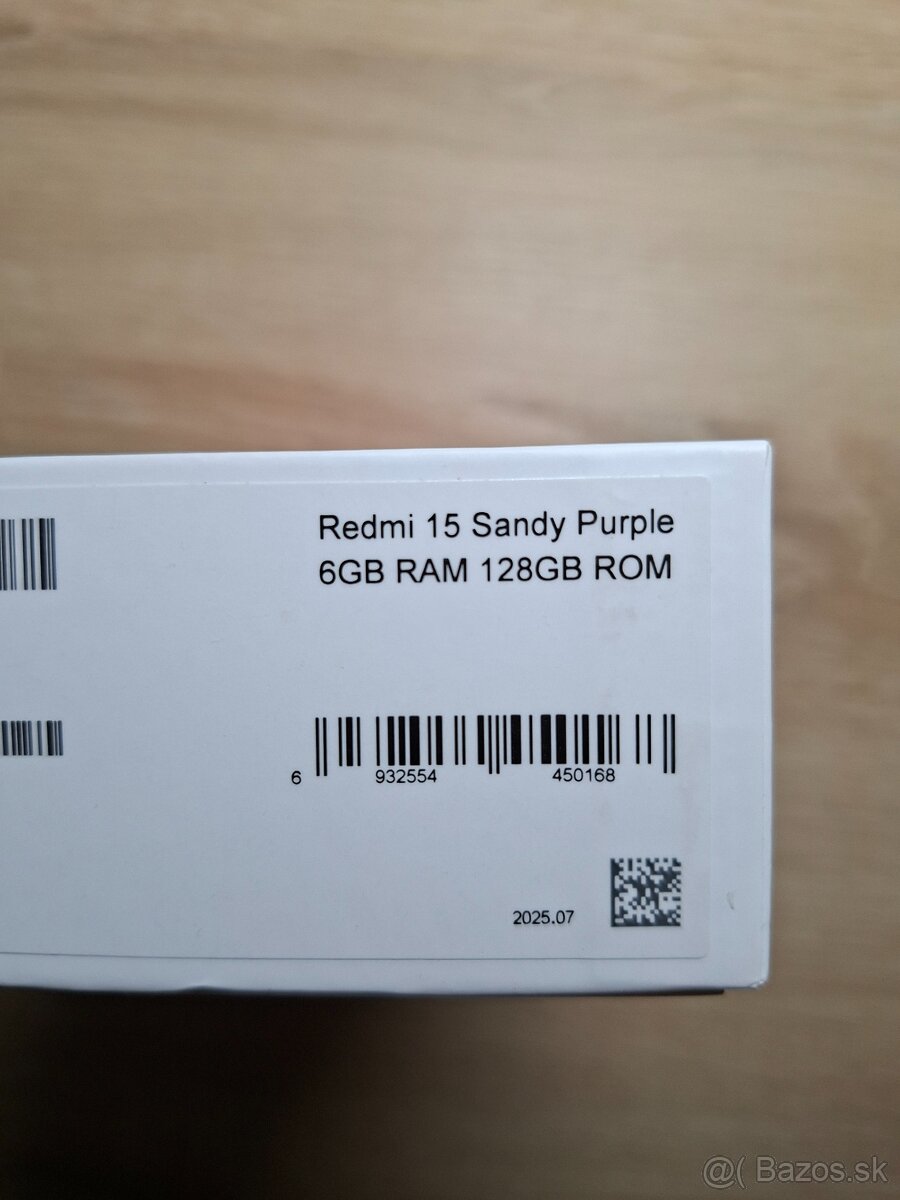 Redmi 15 Sandy Purple
6GB RAM 128GB ROM
6 932554 450168
2025.07
@( Bazos.sk